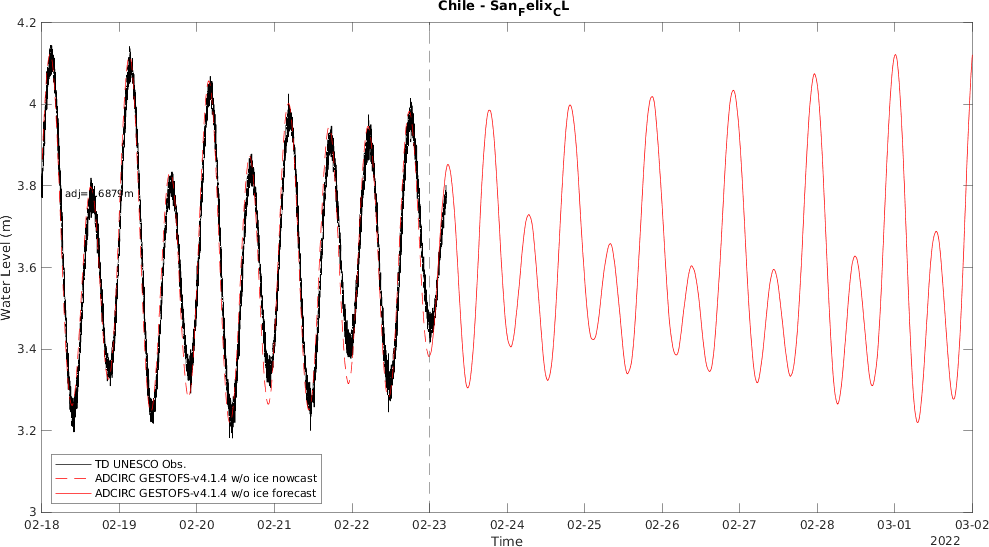 Chile - San_Felix_CL
4.2
4
3.8
3.6
3.4
3.2
3
Water Level (m)
6879m
TD UNESCO Obs.
ADCIRC GESTOFS-v4.1.4 w/o ice nowcast
ADCIRC GESTOFS-v4.1.4 w/o ice forecast
02-18 02-19 02-20 02-21 02-22 02-23 02-24 02-25 02-26 02-27 02-28 03-01 03-02
Time
2022